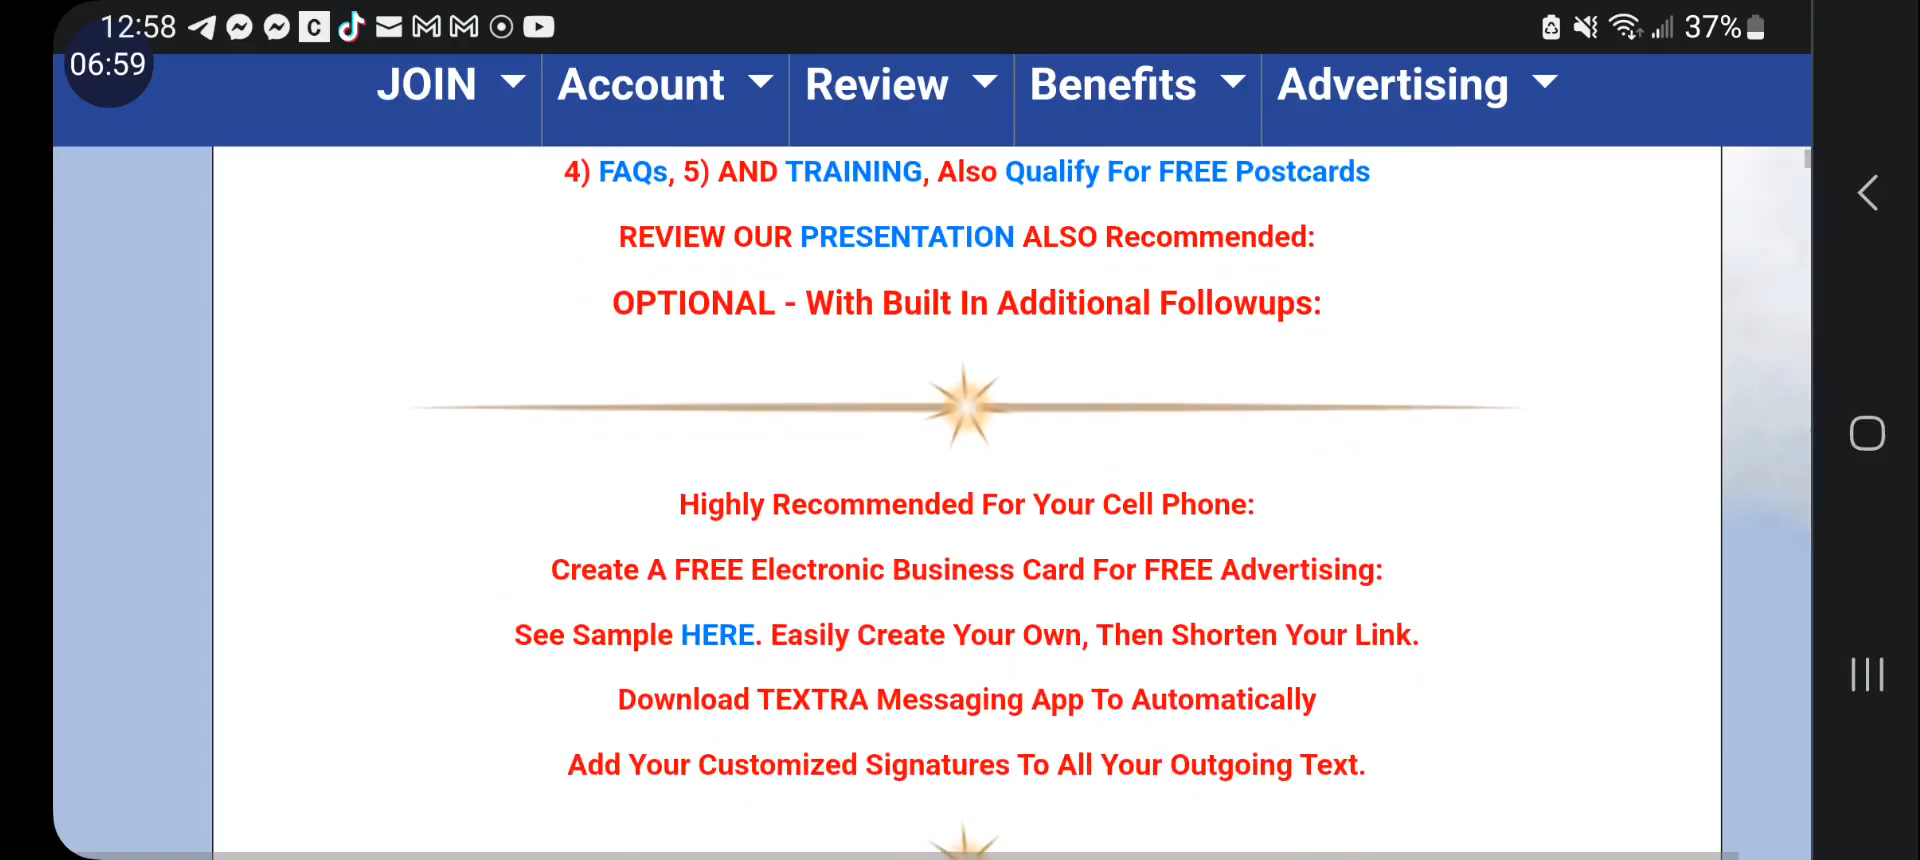 12:58
37%
06:59
JOIN Account Review Benefits Advertising
4) FAQs, 5) AND TRAINING, Also Qualify For FREE Postcards
REVIEW OUR PRESENTATION ALSO Recommended:
OPTIONAL - With Built In Additional Followups:
Highly Recommended For Your Cell Phone:
Create A FREE Electronic Business Card For FREE Advertising:
See Sample HERE. Easily Create Your Own, Then Shorten Your Link.
Download TEXTRA Messaging App To Automatically
Add Your Customized Signatures To All Your Outgoing Text.